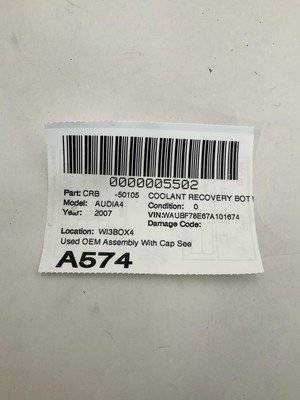 0000005502
Part: CRB -50105 COOLANT RECOVERY BOT
Model: AUDIA4 Condition: 0
Year: 2007 VIN:WAUBF78E67A101674
Damage Code:
Location: WI3BOX4
Used OEM Assembly With Cap See
A574